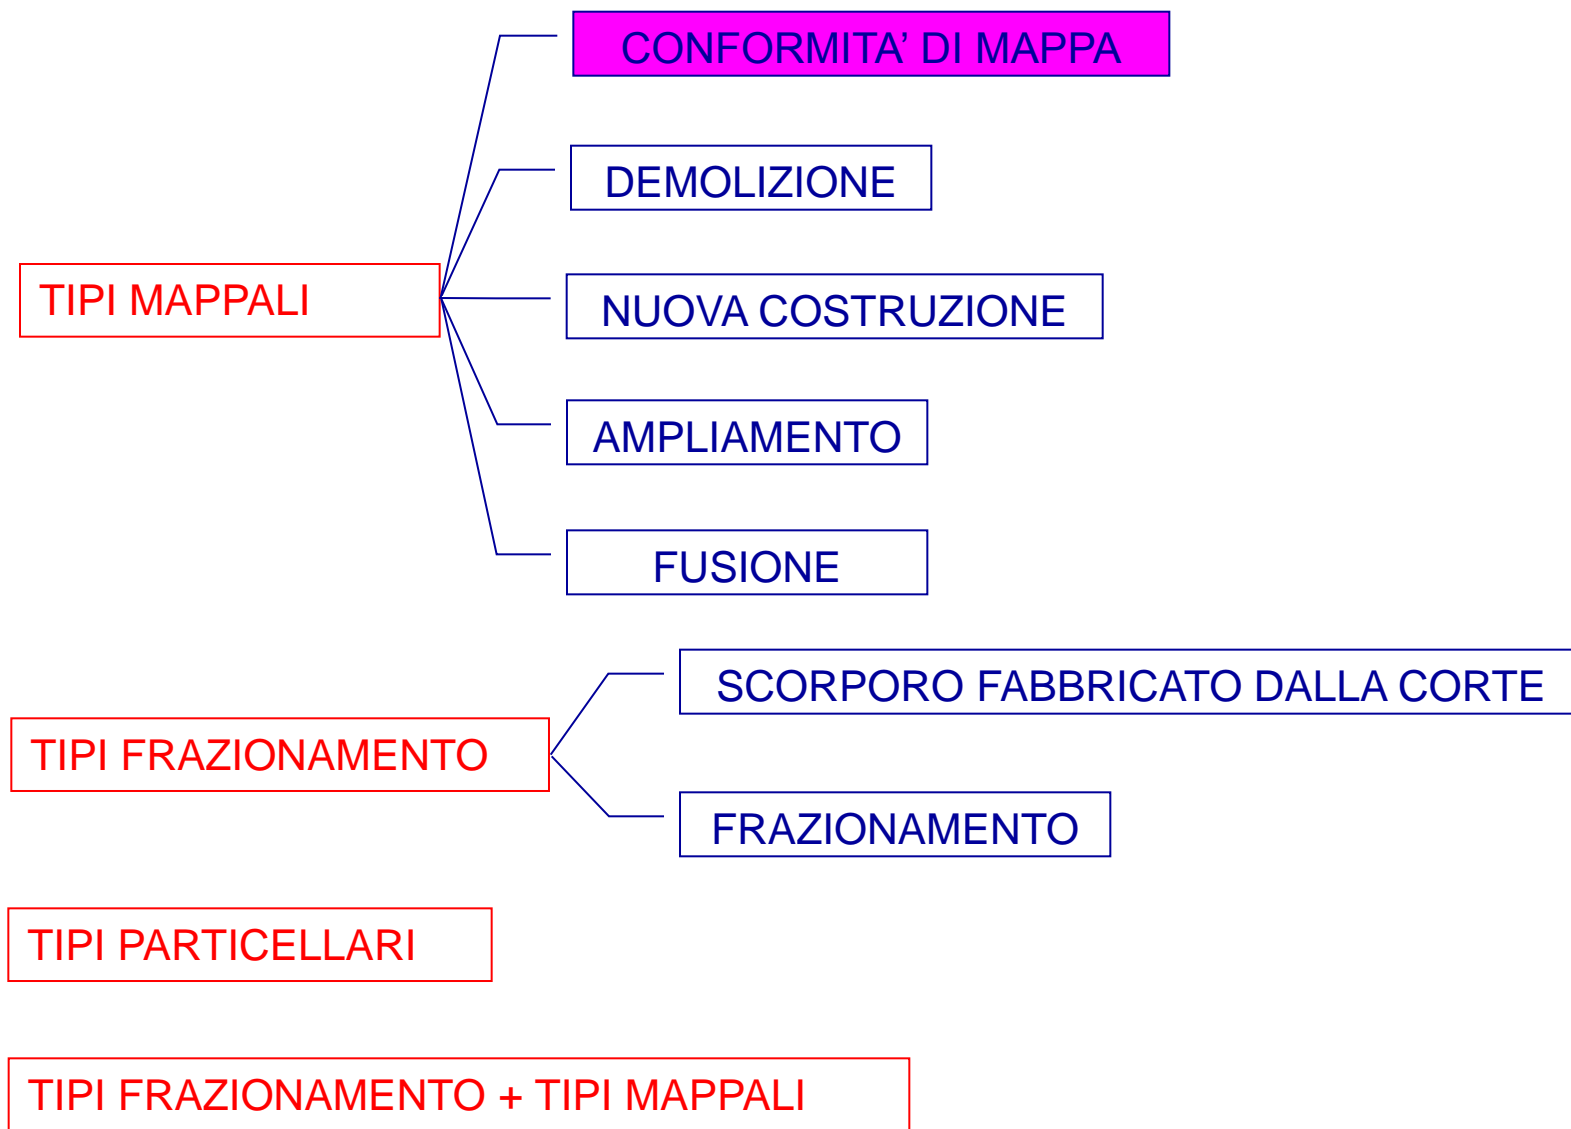 CONFORMITA’ DI MAPPA
DEMOLIZIONE
TIPI MAPPALI
NUOVA COSTRUZIONE
AMPLIAMENTO
FUSIONE
SCORPORO FABBRICATO DALLA CORTE
TIPI FRAZIONAMENTO
FRAZIONAMENTO
TIPI PARTICELLARI
TIPI FRAZIONAMENTO + TIPI MAPPALI